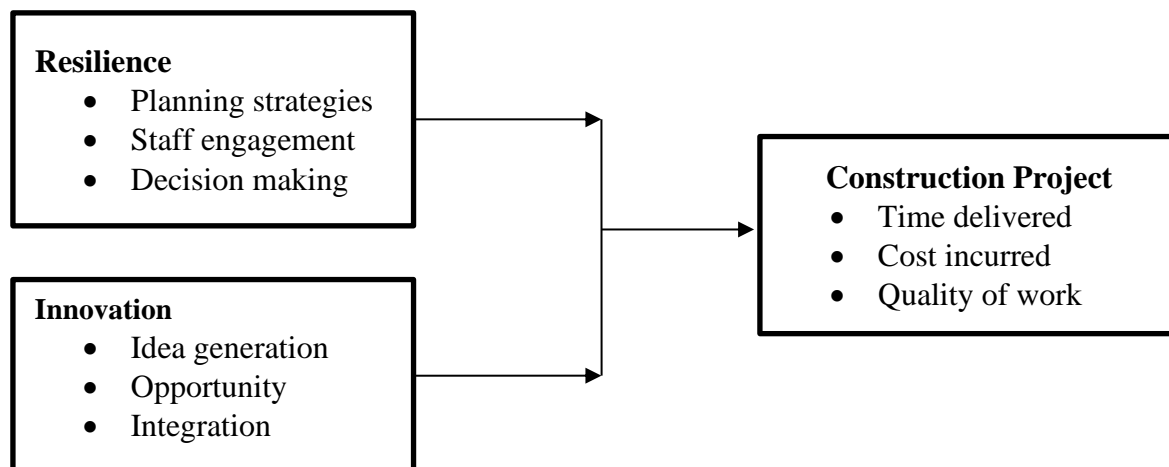 Resilience
• Planning strategies
• Staff engagement
• Decision making
Innovation
• Idea generation
• Opportunity
• Integration
Construction Project
• Time delivered
• Cost incurred
• Quality of work